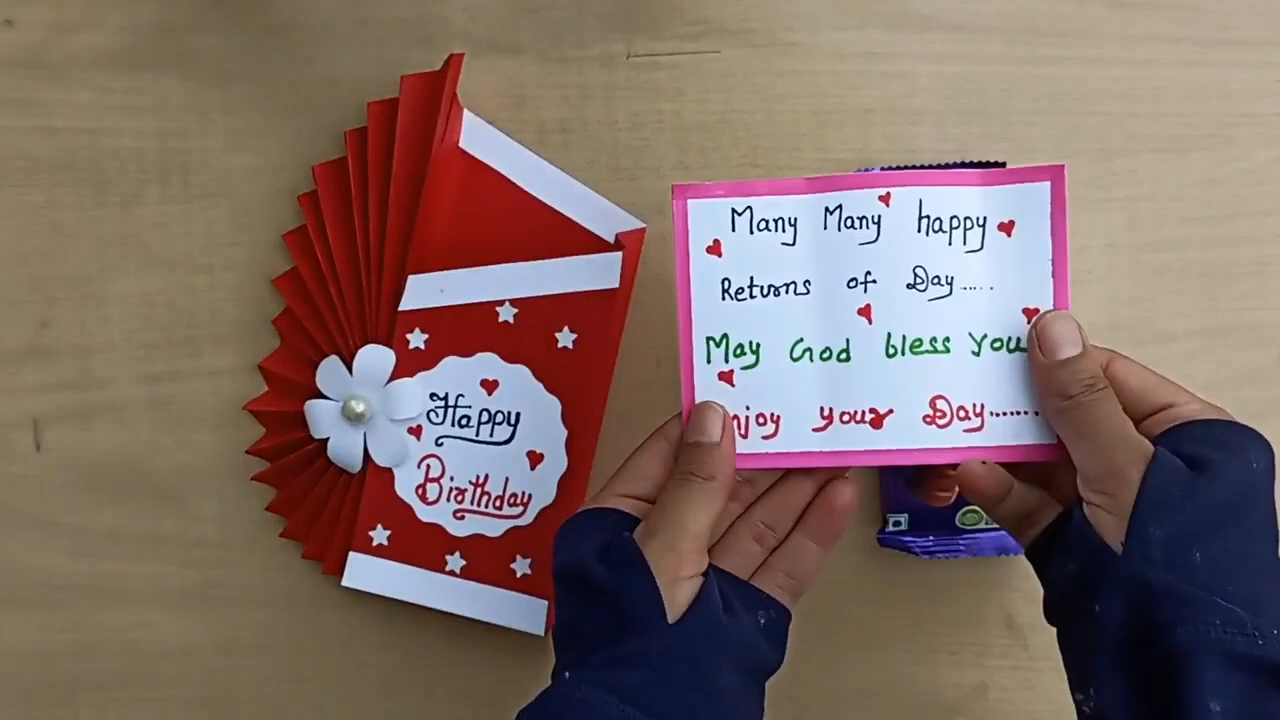 Happy
Birthday
Many Many happy
Returns of Day.....
May God bless you
njoy your Day.......